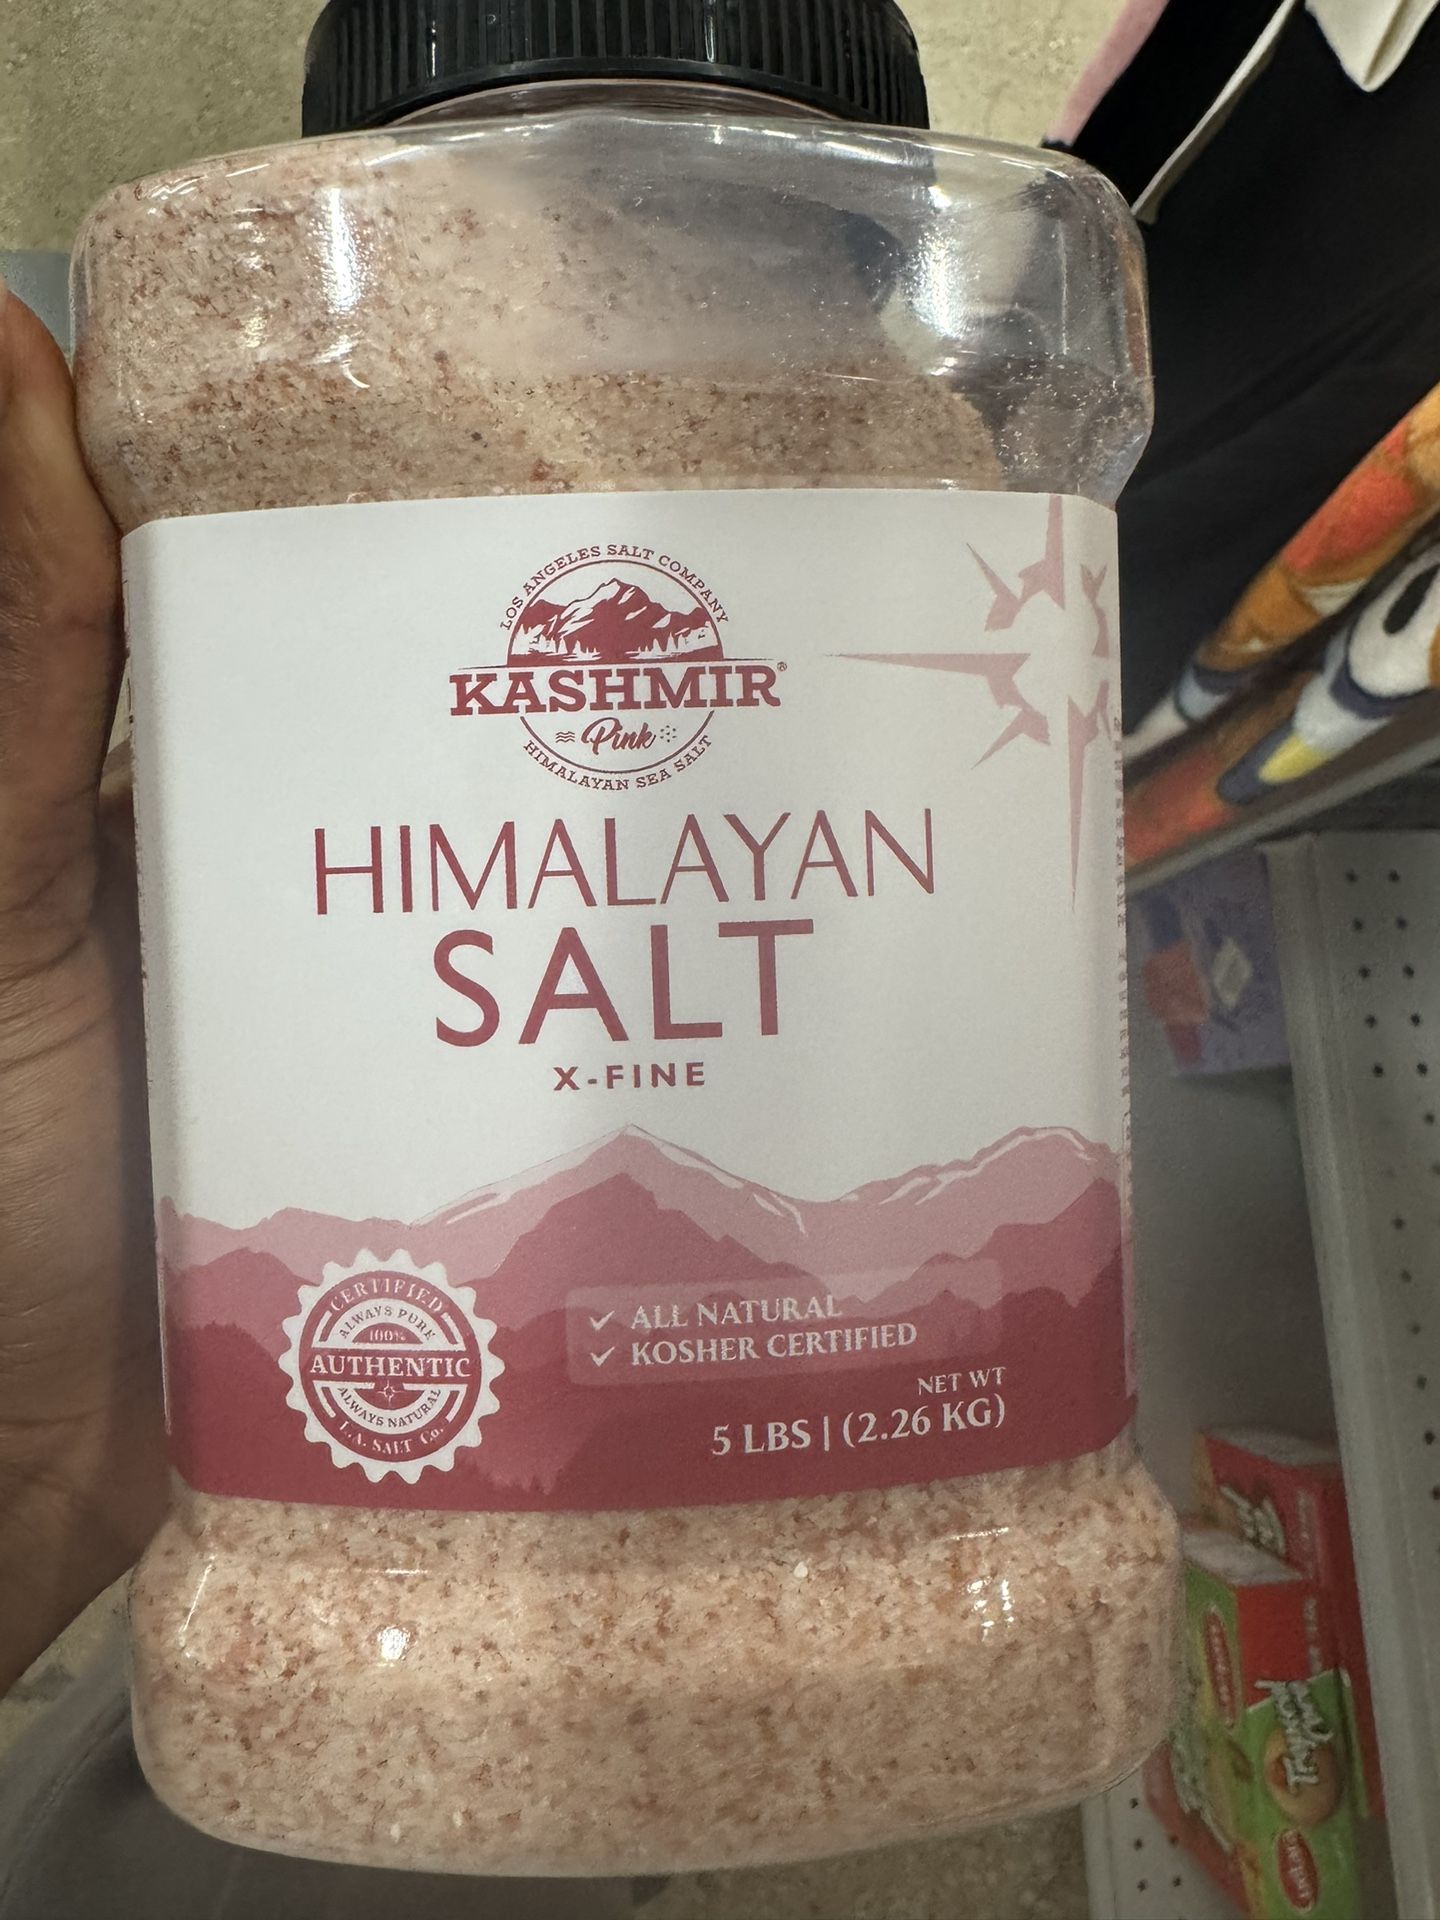 LOS ANGELES SALT COMPANY
KASHMIR®
Pink
HIMALAYAN SEA SALT
HIMALAYAN
SALT
X-FINE
CERTIFIED
ALWAYS PURE
100%
AUTHENTIC
ALWAYS NATURAL
L.A. SALT Co.
✓ ALL NATURAL
✓ KOSHER CERTIFIED
NET WT
5 LBS | (2.26 KG)